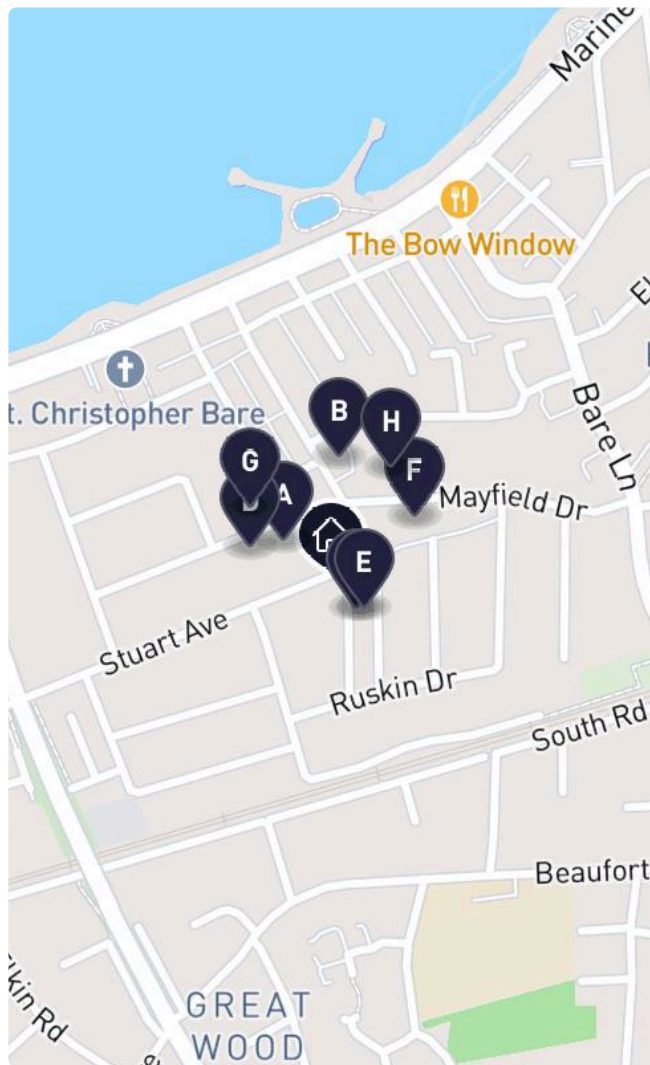 Marine
The Bow Window
t. Christopher Bare
Bare Ln
B
H
G
F
A
Mayfield Dr
E
Stuart Ave
Ruskin Dr
South Rd
Beaufort
lkin Rd
GREAT
WOOD